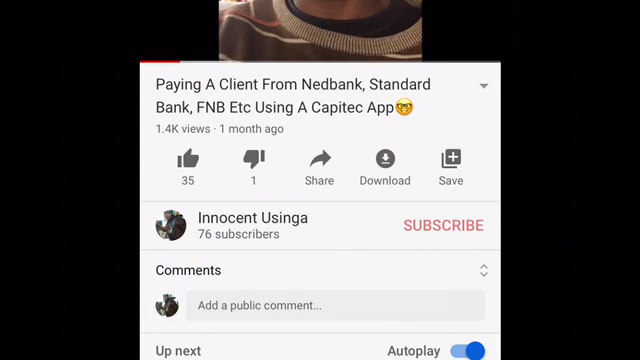 Paying A Client From Nedbank, Standard
Bank, FNB Etc Using A Capitec App🤓
1.4K views · 1 month ago
35
1
Share
Download
Save
Innocent Usinga
76 subscribers
SUBSCRIBE
Comments
Add a public comment...
Up next
Autoplay